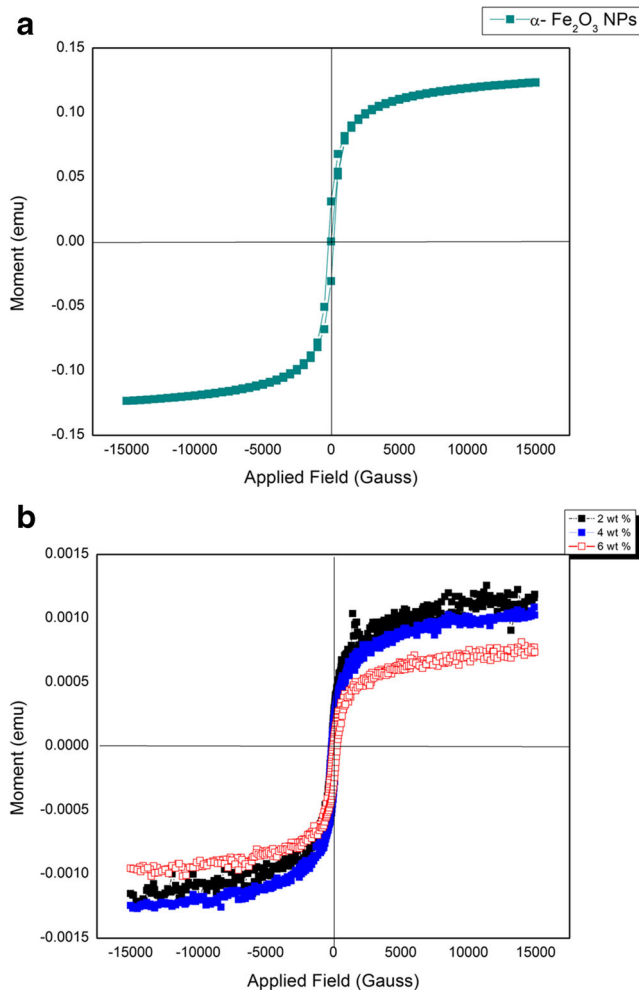 a
α- Fe₂O₃ NPs
0.15
0.10
0.05
0.00
-0.05
-0.10
-0.15
Moment (emu)
-15000 -10000 -5000 0 5000 10000 15000
Applied Field (Gauss)
b
2 wt %
4 wt %
6 wt %
0.0015
0.0010
0.0005
0.0000
-0.0005
-0.0010
-0.0015
Moment (emu)
-15000 -10000 -5000 0 5000 10000 15000
Applied Field (Gauss)